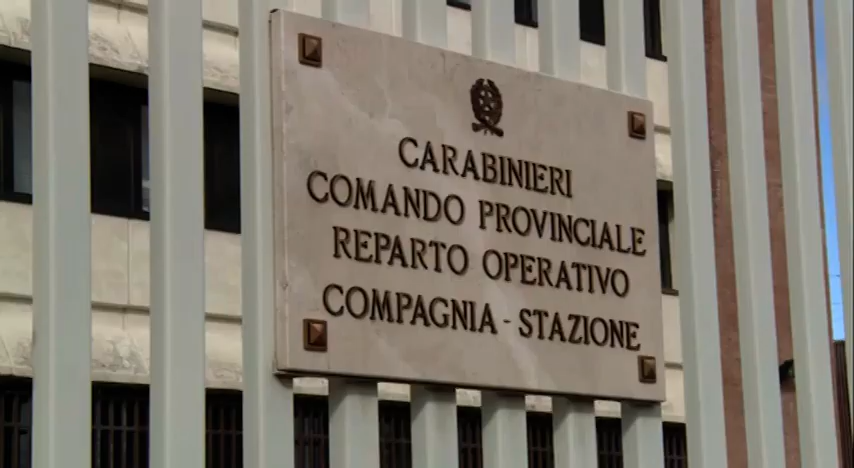 CARABINIERI
COMANDO PROVINCIALE
REPARTO OPERATIVO
COMPAGNIA - STAZIONE